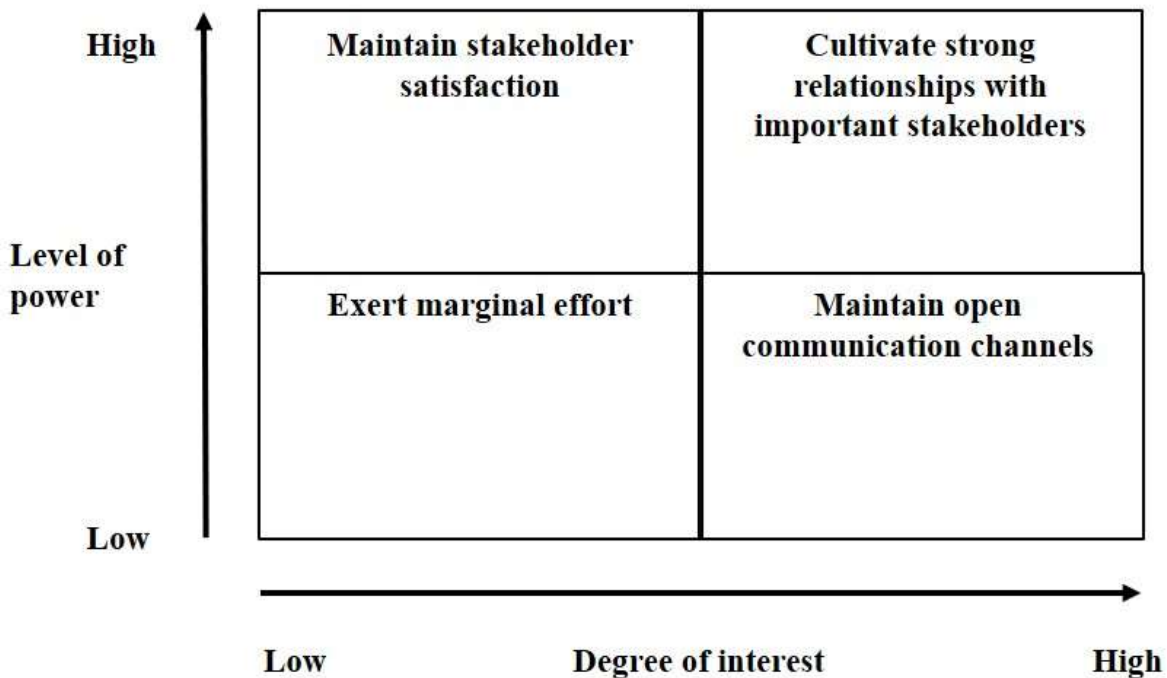 High
Maintain stakeholder
satisfaction
Cultivate strong
relationships with
important stakeholders
Level of
power
Exert marginal effort
Maintain open
communication channels
Low
Low
Degree of interest
High